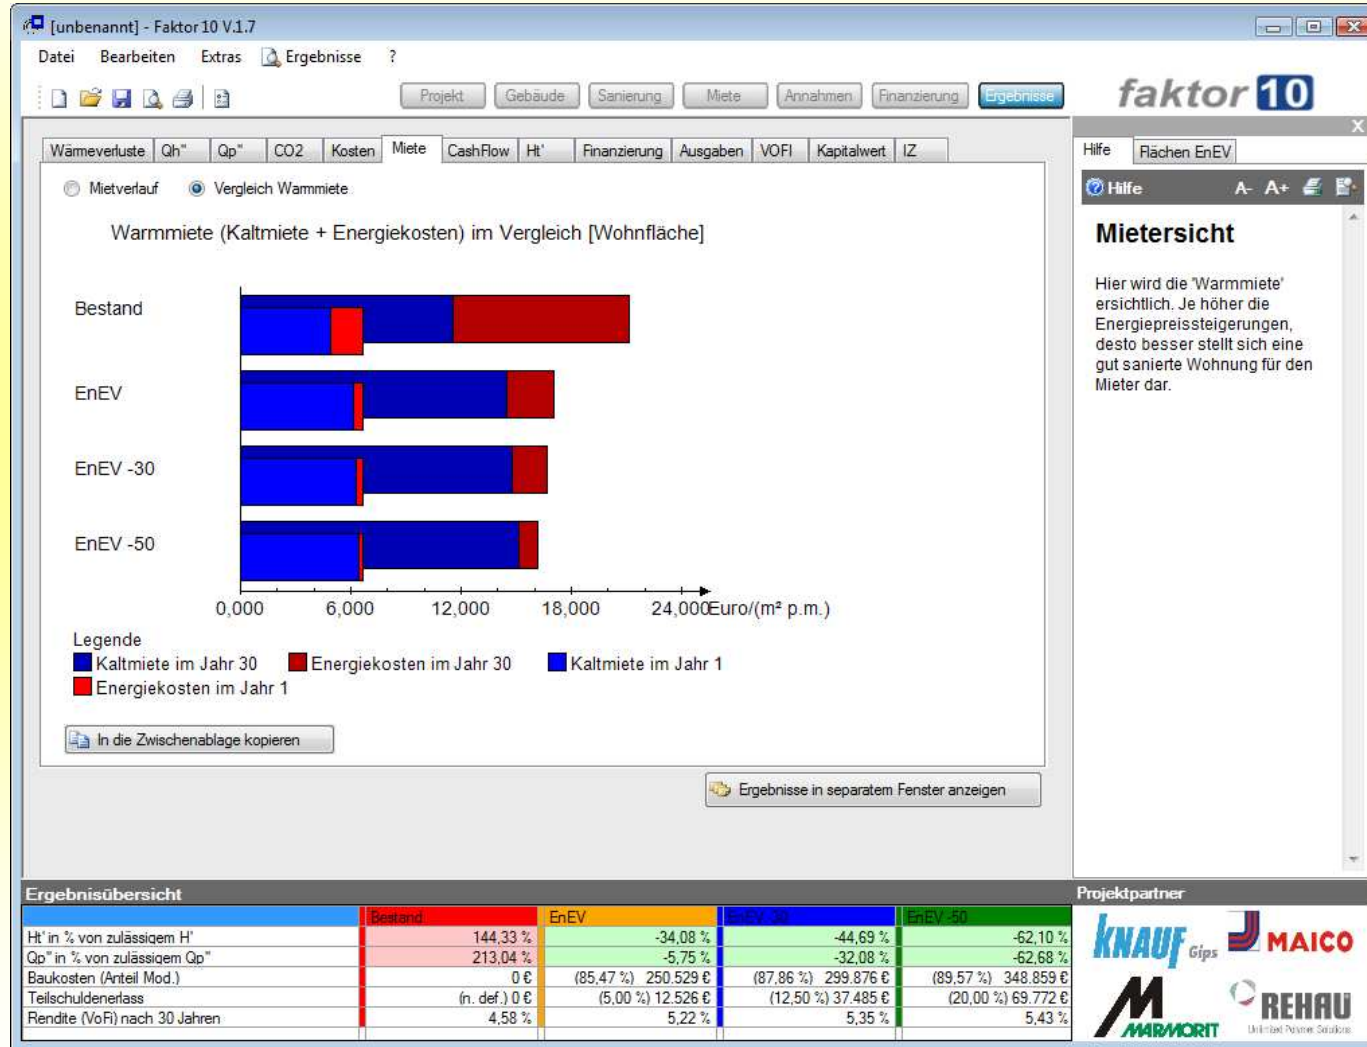 [unbenannt] - Faktor 10 V.1.7
Datei Bearbeiten Extras Ergebnisse ?
Projekt Gebäude Sanierung Miete Annahmen Finanzierung Ergebnisse
faktor 10
Wärmeverluste Qh" Qp" CO2 Kosten Miete CashFlow Ht' Finanzierung Ausgaben VOFI Kapitalwert IZ
Mietverlauf Vergleich Warmmiete
Warmmiete (Kaltmiete + Energiekosten) im Vergleich [Wohnfläche]
Bestand
EnEV
EnEV -30
EnEV -50
0,000 6,000 12,000 18,000 24,000 Euro/(m² p.m.)
Legende
Kaltmiete im Jahr 30 Energiekosten im Jahr 30 Kaltmiete im Jahr 1
Energiekosten im Jahr 1
In die Zwischenablage kopieren
Ergebnisse in separatem Fenster anzeigen
X
Hilfe Flächen EnEV
Hilfe A- A+
Mietersicht
Hier wird die 'Warmmiete'
ersichtlich. Je höher die
Energiepreissteigerungen,
desto besser stellt sich eine
gut sanierte Wohnung für den
Mieter dar.
Ergebnisübersicht
Bestand EnEV EnEV -30 EnEV -50
Ht' in % von zulässigem H' 144,33 % -34,08 % -44,69 % -62,10 %
Qp" in % von zulässigem Qp" 213,04 % -5,75 % -32,08 % -62,68 %
Baukosten (Anteil Mod.) 0 € (85,47 %) 250.529 € (87,86 %) 299.876 € (89,57 %) 348.859 €
Teilschuldenerlass (n. def.) 0 € (5,00 %) 12.526 € (12,50 %) 37.485 € (20,00 %) 69.772 €
Rendite (VoFi) nach 30 Jahren 4,58 % 5,22 % 5,35 % 5,43 %
Projektpartner
KNAUF Gips MAICO
MARMORIT REHAU
Unlimited Polymer Solutions